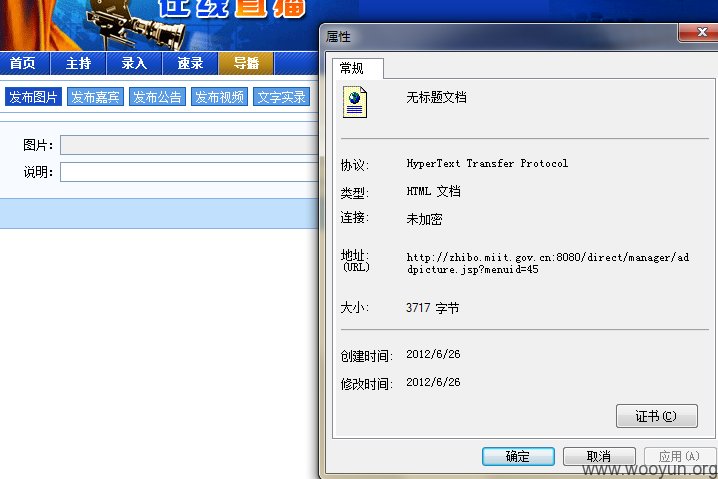 在线直播
首页 主持 录入 速录 导播
发布图片 发布嘉宾 发布公告 发布视频 文字实录
图片：
说明：
属性
常规
无标题文档
协议: HyperText Transfer Protocol
类型: HTML 文档
连接: 未加密
地址: (URL) http://zhibo.miit.gov.cn:8080/direct/manager/ad
dpicture.jsp?menuid=45
大小: 3717 字节
创建时间: 2012/6/26
修改时间: 2012/6/26
证书(C)
确定 取消 应用(A)
www.wooyun.org